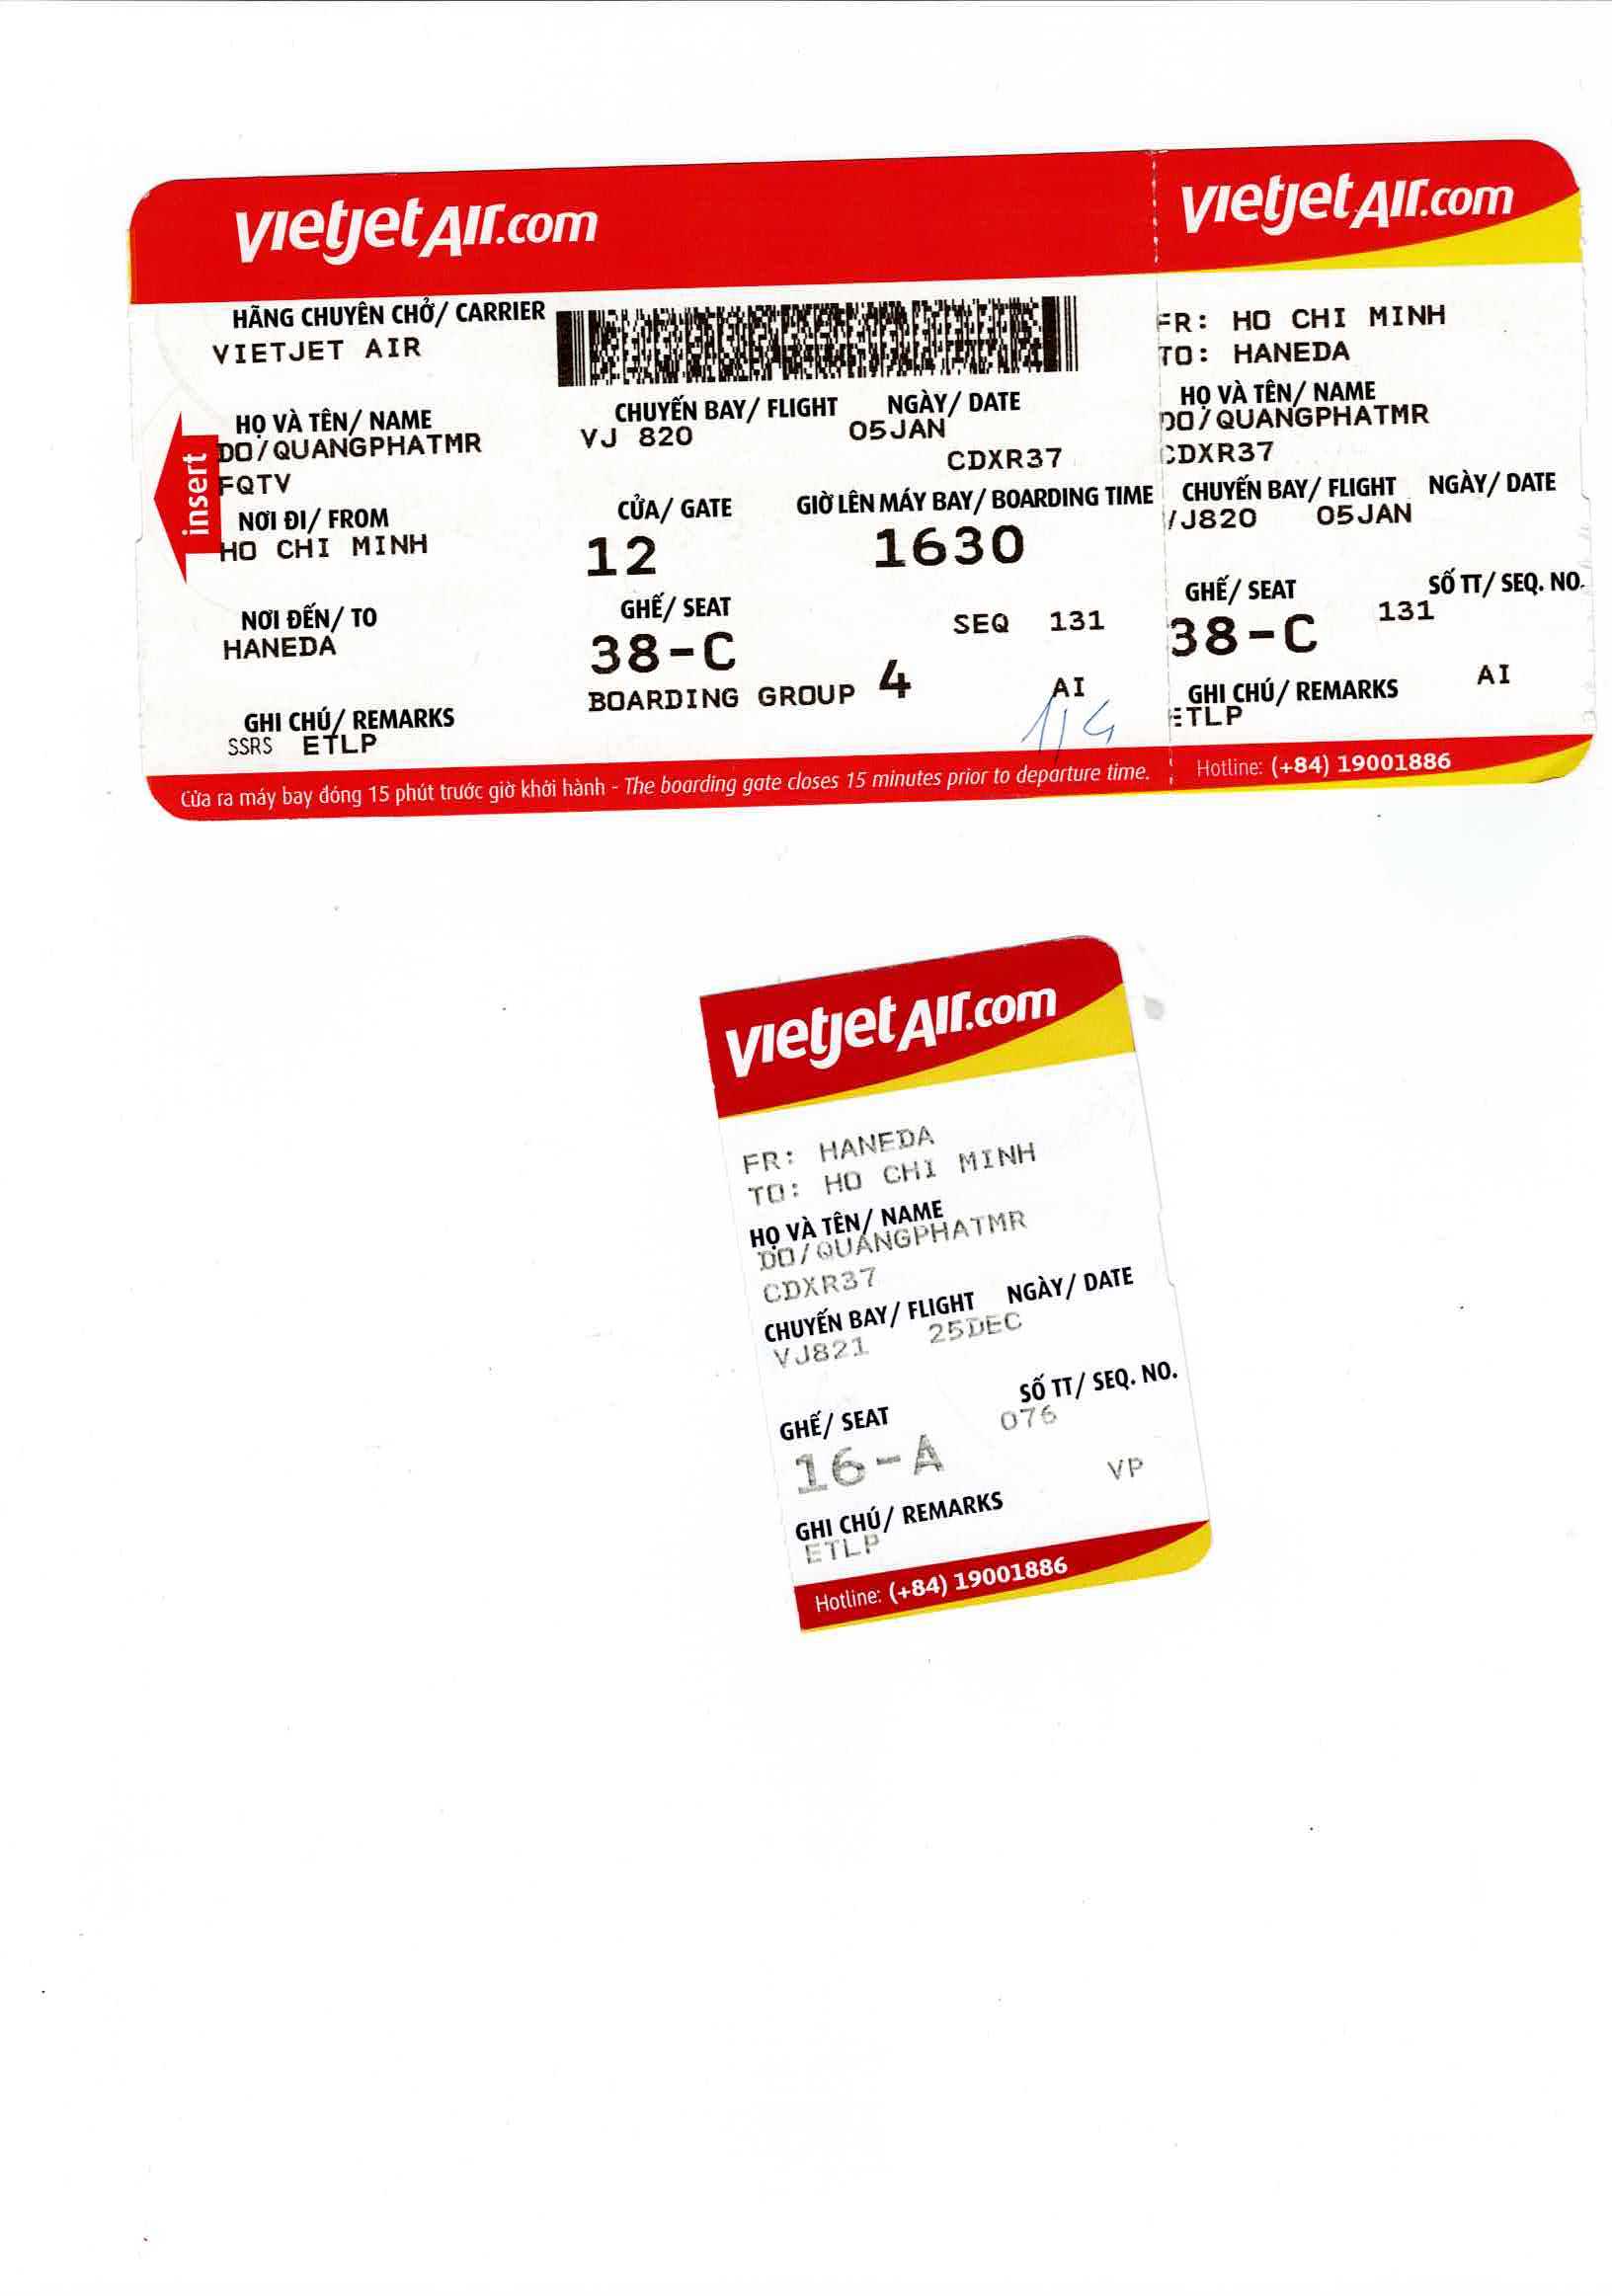 vietjetAir.com
HÃNG CHUYÊN CHỞ/ CARRIER
VIETJET AIR
HỌ VÀ TÊN/ NAME
DO/QUANGPHATMR
FQTV
insert
NƠI ĐI/ FROM
HO CHI MINH
NƠI ĐẾN/ TO
HANEDA
GHI CHÚ/ REMARKS
SSRS ETLP
CHUYẾN BAY/ FLIGHT NGÀY/ DATE
VJ 820 05JAN
CDXR37
CỬA/ GATE GIỜ LÊN MÁY BAY/ BOARDING TIME
12 1630
GHẾ/ SEAT
38-C SEQ 131
BOARDING GROUP 4 AI
Cửa ra máy bay đóng 15 phút trước giờ khởi hành - The boarding gate closes 15 minutes prior to departure time.
vietjetAir.com
FR: HO CHI MINH
TO: HANEDA
HỌ VÀ TÊN/ NAME
DO/QUANGPHATMR
CDXR37
CHUYẾN BAY/ FLIGHT NGÀY/ DATE
VJ820 05JAN
GHẾ/ SEAT SỐ TT/ SEQ. NO.
38-C 131
GHI CHÚ/ REMARKS AI
ETLP
Hotline: (+84) 19001886
vietjetAir.com
FR: HANEDA
TO: HO CHI MINH
HỌ VÀ TÊN/ NAME
DO/QUANGPHATMR
CDXR37
CHUYẾN BAY/ FLIGHT NGÀY/ DATE
VJ821 25DEC
GHẾ/ SEAT SỐ TT/ SEQ. NO.
16-A 076
VP
GHI CHÚ/ REMARKS
ETLP
Hotline: (+84) 19001886